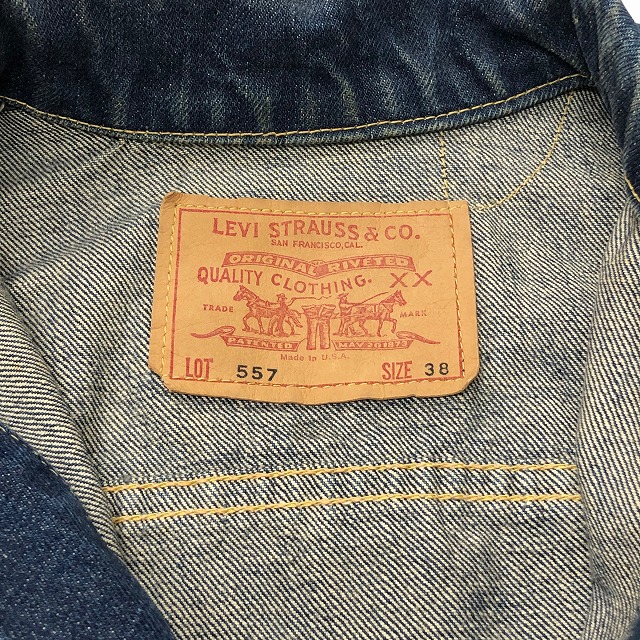 LEVI STRAUSS & CO.
SAN FRANCISCO, CAL.
ORIGINAL RIVETED
QUALITY CLOTHING. XX
TRADE MARK
PATENTED MAY 20 1873
Made in U.S.A.
LOT 557 SIZE 38